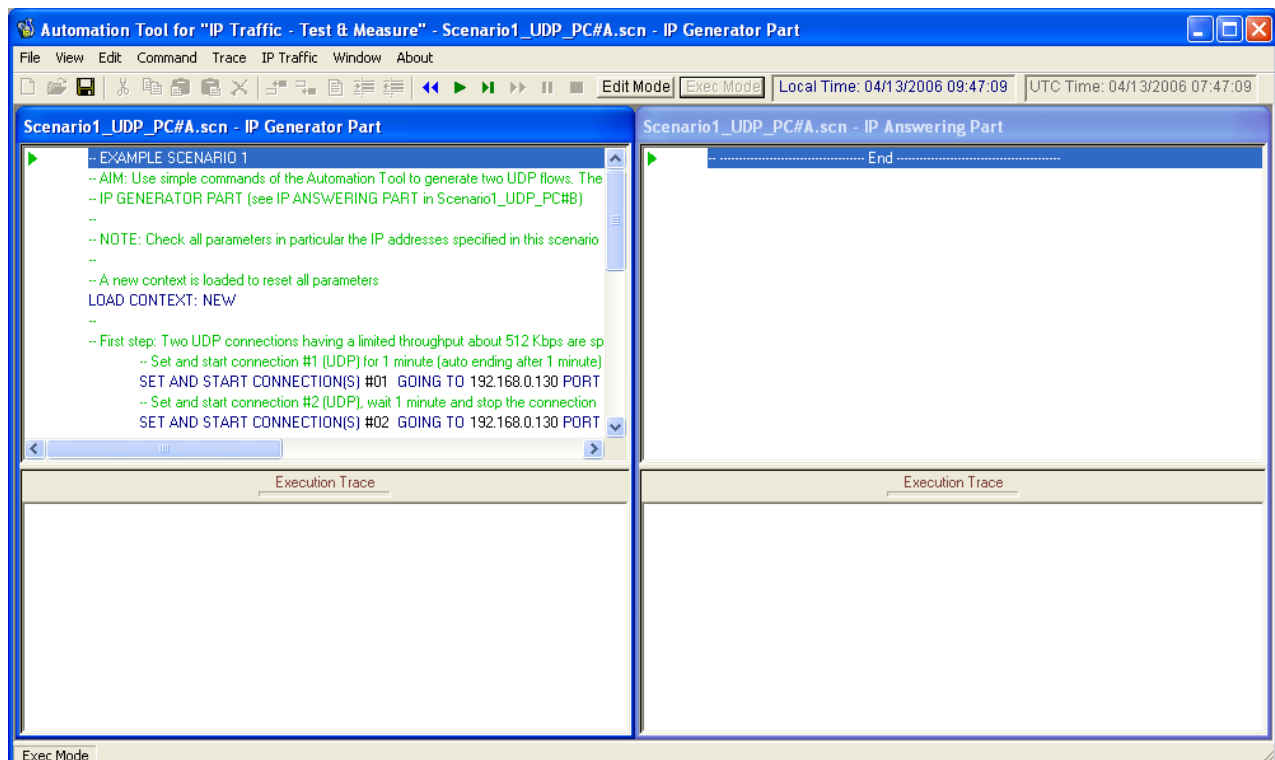 Automation Tool for "IP Traffic - Test & Measure" - Scenario1_UDP_PC#A.scn - IP Generator Part
File View Edit Command Trace IP Traffic Window About
Edit Mode Exec Mode Local Time: 04/13/2006 09:47:09 UTC Time: 04/13/2006 07:47:09
Scenario1_UDP_PC#A.scn - IP Generator Part
-- EXAMPLE SCENARIO 1
-- AIM: Use simple commands of the Automation Tool to generate two UDP flows. The
-- IP GENERATOR PART (see IP ANSWERING PART in Scenario1_UDP_PC#B)
--
-- NOTE: Check all parameters in particular the IP addresses specified in this scenario
--
-- A new context is loaded to reset all parameters
LOAD CONTEXT: NEW
--
-- First step: Two UDP connections having a limited throughput about 512 Kbps are sp
-- Set and start connection #1 (UDP) for 1 minute (auto ending after 1 minute)
SET AND START CONNECTION(S) #01 GOING TO 192.168.0.130 PORT
-- Set and start connection #2 (UDP), wait 1 minute and stop the connection
SET AND START CONNECTION(S) #02 GOING TO 192.168.0.130 PORT
Execution Trace
Scenario1_UDP_PC#A.scn - IP Answering Part
-- ------------------------------------ End ----------------------------------------
Execution Trace
Exec Mode